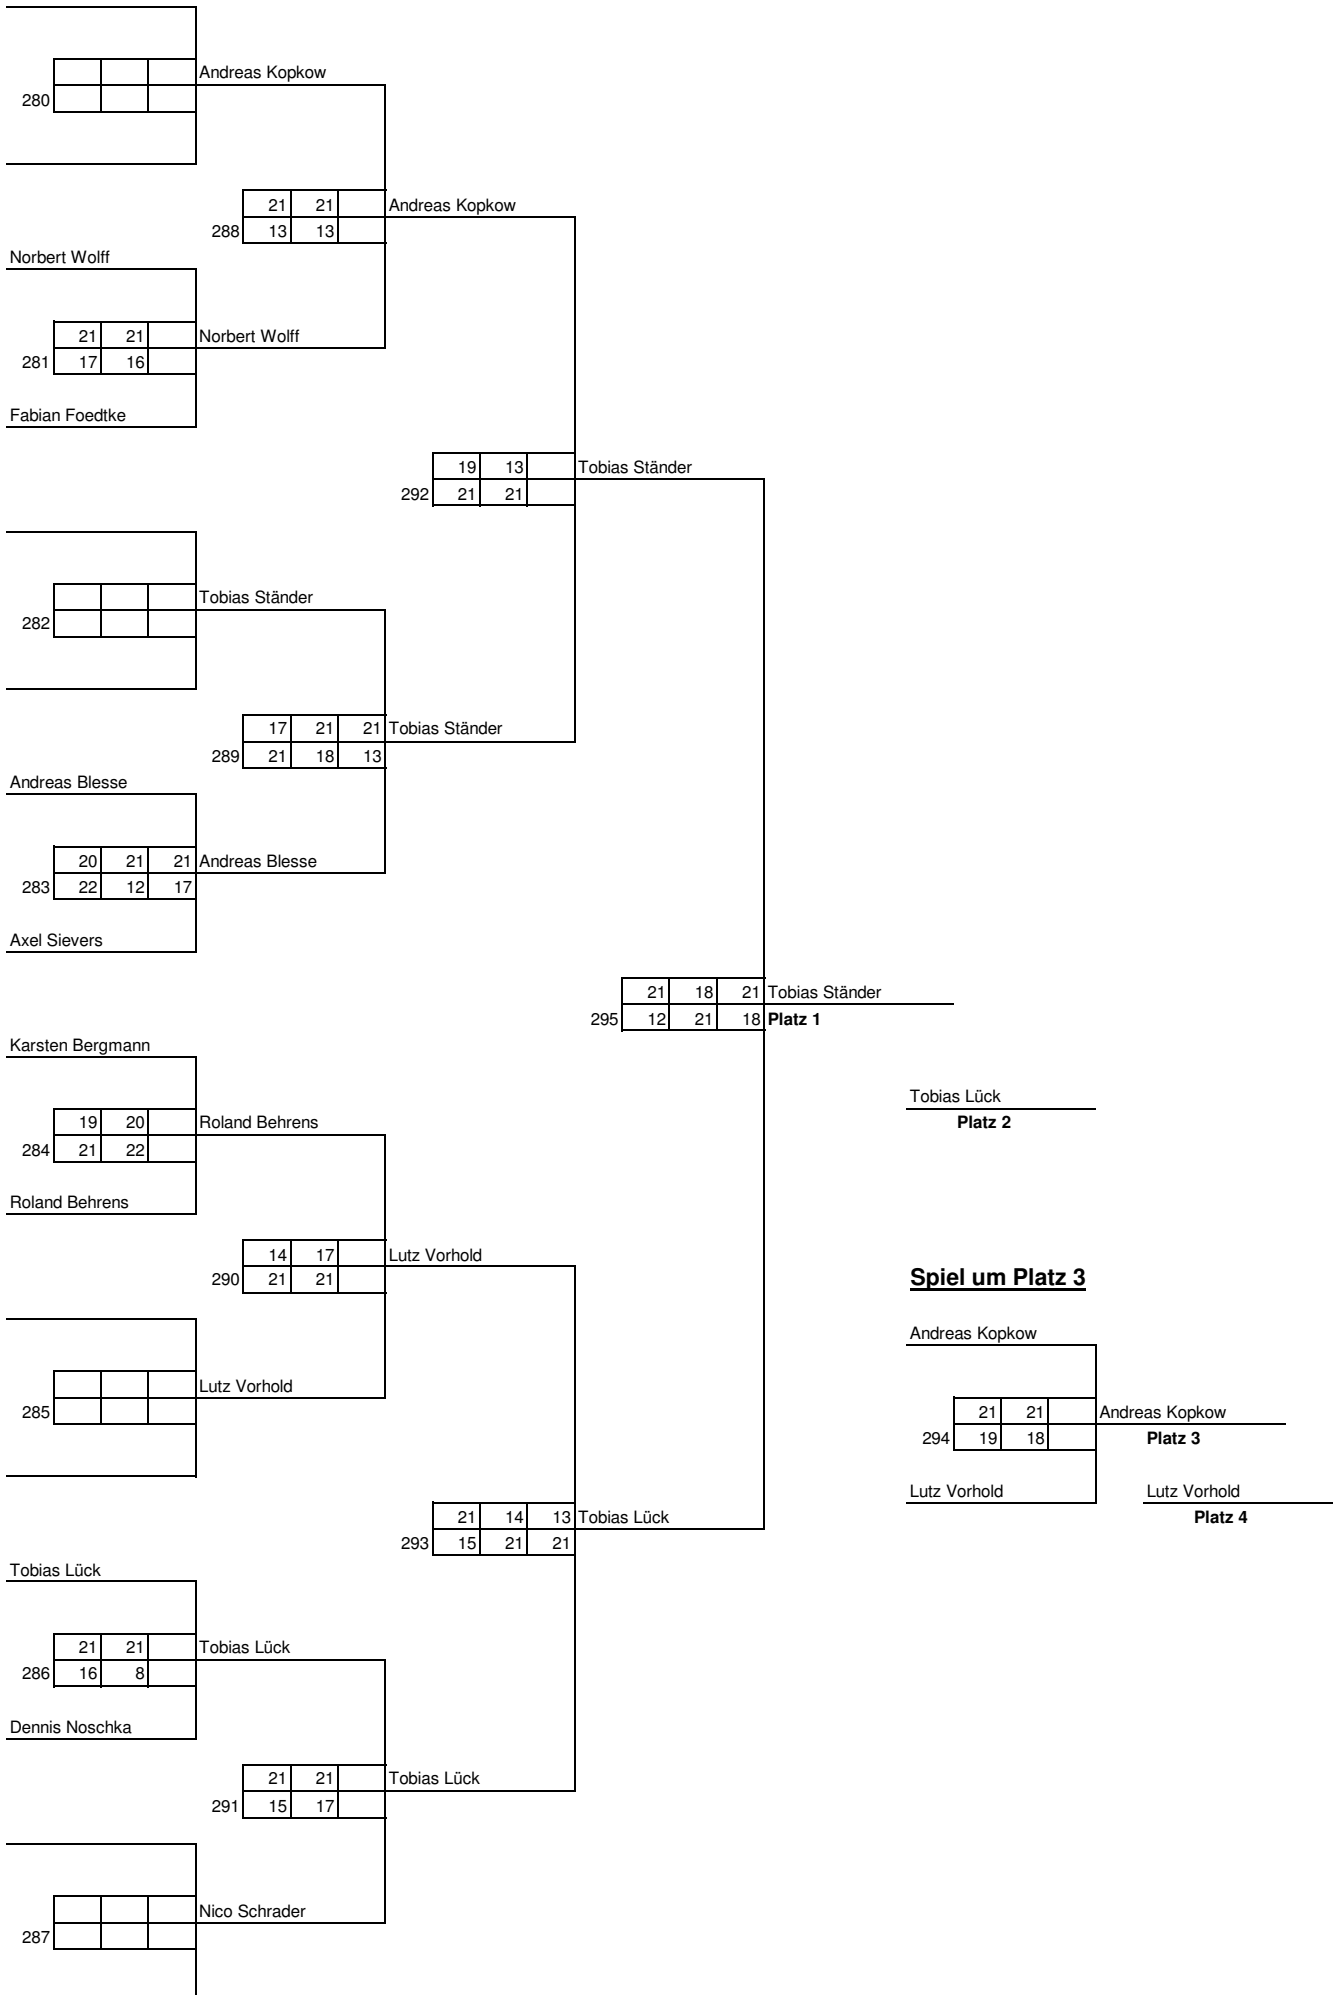 Andreas Kopkow
280
21 21 Andreas Kopkow
288 13 13
Norbert Wolff
21 21 Norbert Wolff
281 17 16
Fabian Foedtke
19 13 Tobias Ständer
292 21 21
Tobias Ständer
282
17 21 21 Tobias Ständer
289 21 18 13
Andreas Blesse
20 21 21 Andreas Blesse
283 22 12 17
Axel Sievers
21 18 21 Tobias Ständer
295 12 21 18 Platz 1
Karsten Bergmann
Tobias Lück
19 20 Roland Behrens Platz 2
284 21 22
Roland Behrens
14 17 Lutz Vorhold
290 21 21 Spiel um Platz 3
Andreas Kopkow
Lutz Vorhold
285
21 21 Andreas Kopkow
294 19 18 Platz 3
Lutz Vorhold Lutz Vorhold
21 14 13 Tobias Lück Platz 4
293 15 21 21
Tobias Lück
21 21 Tobias Lück
286 16 8
Dennis Noschka
21 21 Tobias Lück
291 15 17
Nico Schrader
287